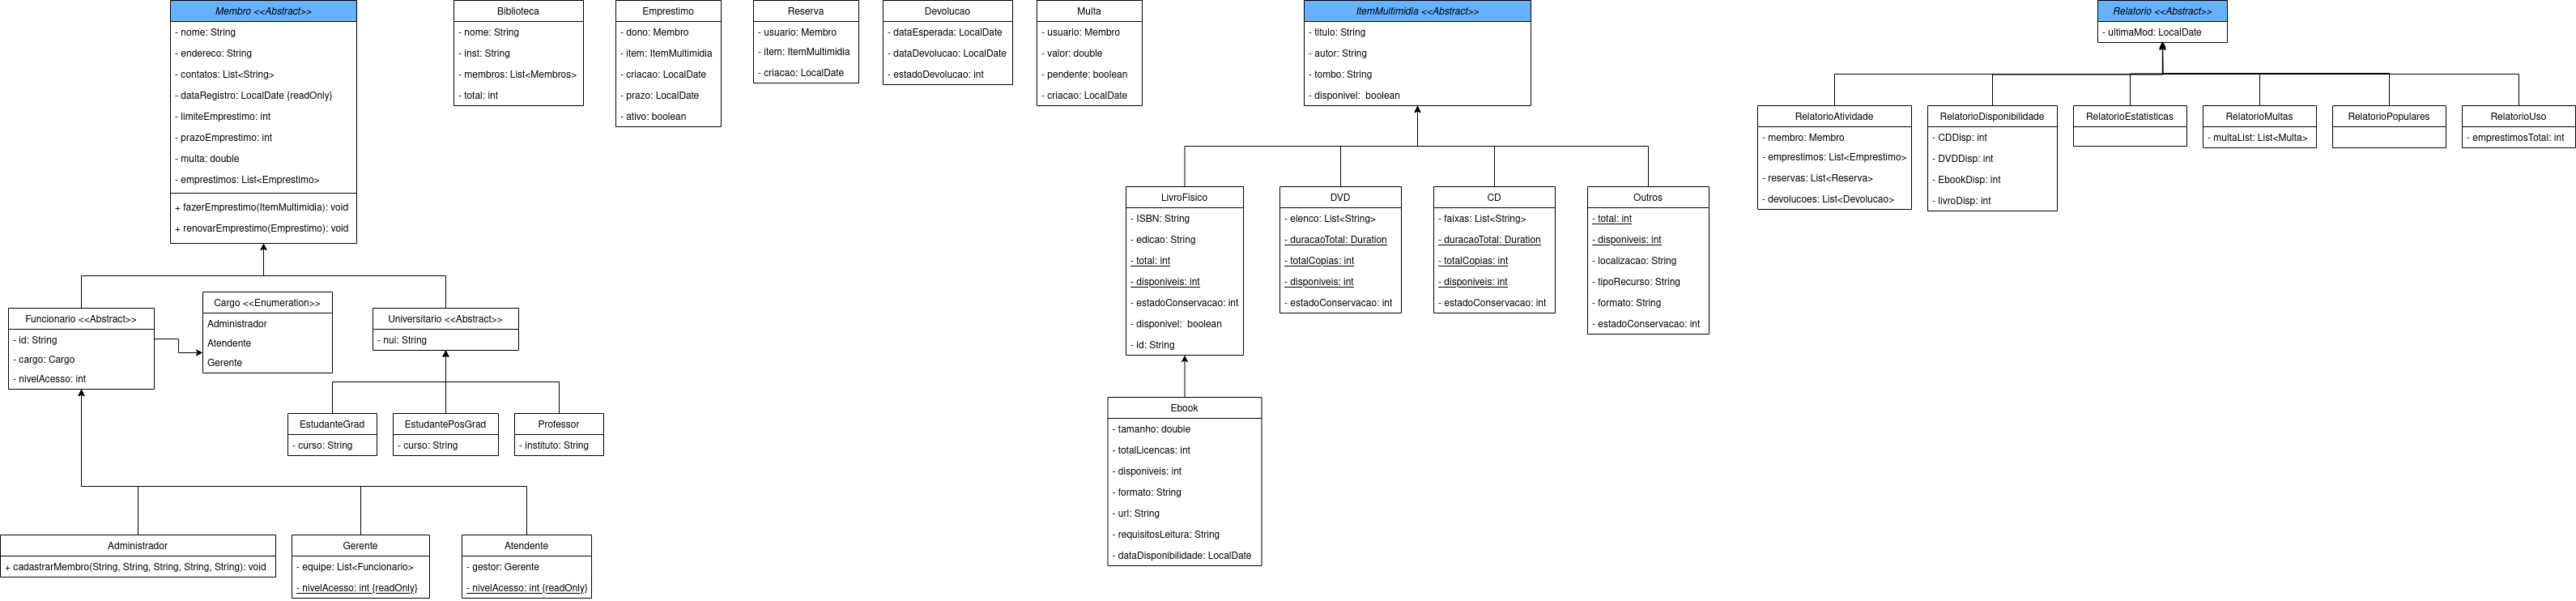 Membro <<Abstract>>
- nome: String
- endereco: String
- contatos: List<String>
- dataRegistro: LocalDate {readOnly}
- limiteEmprestimo: int
- prazoEmprestimo: int
- multa: double
- emprestimos: List<Emprestimo>
+ fazerEmprestimo(ItemMultimidia): void
+ renovarEmprestimo(Emprestimo): void
Biblioteca
- nome: String
- inst: String
- membros: List<Membros>
- total: int
Emprestimo
- dono: Membro
- item: ItemMultimidia
- criacao: LocalDate
- prazo: LocalDate
- ativo: boolean
Reserva
- usuario: Membro
- item: ItemMultimidia
- criacao: LocalDate
Devolucao
- dataEsperada: LocalDate
- dataDevolucao: LocalDate
- estadoDevolucao: int
Multa
- usuario: Membro
- valor: double
- pendente: boolean
- criacao: LocalDate
ItemMultimidia <<Abstract>>
- titulo: String
- autor: String
- tombo: String
- disponivel:  boolean
Relatorio <<Abstract>>
- ultimaMod: LocalDate
RelatorioAtividade
- membro: Membro
- emprestimos: List<Emprestimo>
- reservas: List<Reserva>
- devolucoes: List<Devolucao>
RelatorioDisponibilidade
- CDDisp: int
- DVDDisp: int
- EbookDisp: int
- livroDisp: int
RelatorioEstatisticas
RelatorioMultas
- multaList: List<Multa>
RelatorioPopulares
RelatorioUso
- emprestimosTotal: int
LivroFisico
- ISBN: String
- edicao: String
- total: int
- disponiveis: int
- estadoConservacao: int
- disponivel:  boolean
- id: String
DVD
- elenco: List<String>
- duracaoTotal: Duration
- totalCopias: int
- disponiveis: int
- estadoConservacao: int
CD
- faixas: List<String>
- duracaoTotal: Duration
- totalCopias: int
- disponiveis: int
- estadoConservacao: int
Outros
- total: int
- disponiveis: int
- localizacao: String
- tipoRecurso: String
- formato: String
- estadoConservacao: int
Funcionario <<Abstract>>
- id: String
- cargo: Cargo
- nivelAcesso: int
Cargo <<Enumeration>>
Administrador
Atendente
Gerente
Universitario <<Abstract>>
- nui: String
EstudanteGrad
- curso: String
EstudantePosGrad
- curso: String
Professor
- instituto: String
Ebook
- tamanho: double
- totalLicencas: int
- disponiveis: int
- formato: String
- url: String
- requisitosLeitura: String
- dataDisponibilidade: LocalDate
Administrador
+ cadastrarMembro(String, String, String, String, String): void
Gerente
- equipe: List<Funcionario>
- nivelAcesso: int {readOnly}
Atendente
- gestor: Gerente
- nivelAcesso: int {readOnly}